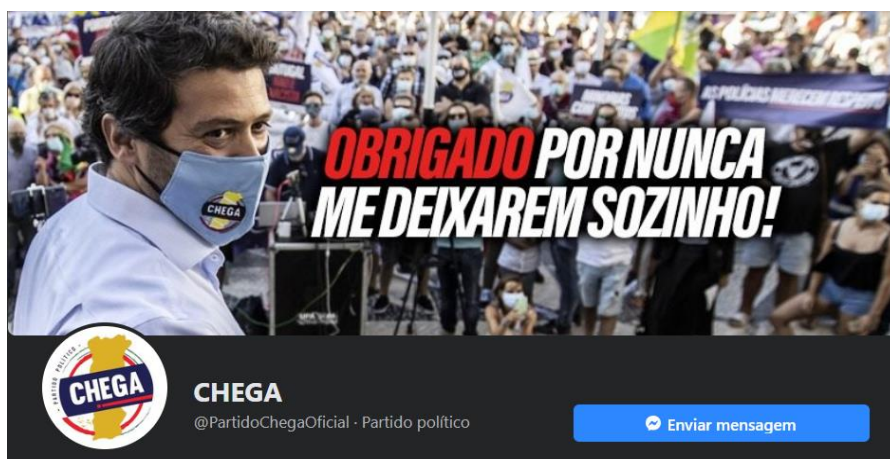 AS POLÍCIAS MERECEM RESPEITO
OBRIGADO POR NUNCA
ME DEIXAREM SOZINHO!
CHEGA
PARTIDO POLÍTICO
CHEGA
CHEGA
@PartidoChegaOficial · Partido político
Enviar mensagem